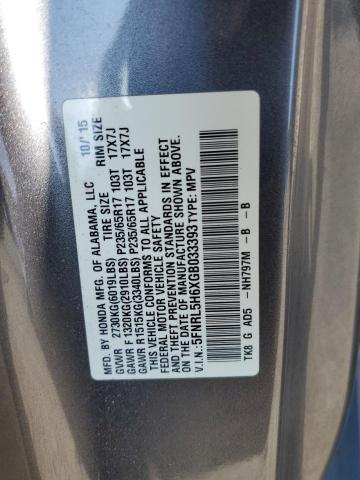 MFD. BY HONDA MFG. OF ALABAMA, LLC 10/'15
GVWR 2730KG(6019LBS) TIRE SIZE RIM SIZE
GAWR F 1320KG(2910LBS) P235/65R17 103T 17X7J
GAWR R 1515KG(3340LBS) P235/65R17 103T 17X7J
THIS VEHICLE CONFORMS TO ALL APPLICABLE
FEDERAL MOTOR VEHICLE SAFETY
AND THEFT PREVENTION STANDARDS IN EFFECT
ON THE DATE OF MANUFACTURE SHOWN ABOVE.
V.I.N.: 5FNRL5H6XGB033393 TYPE: MPV
TK8 G AD5 -NH797M - B - B